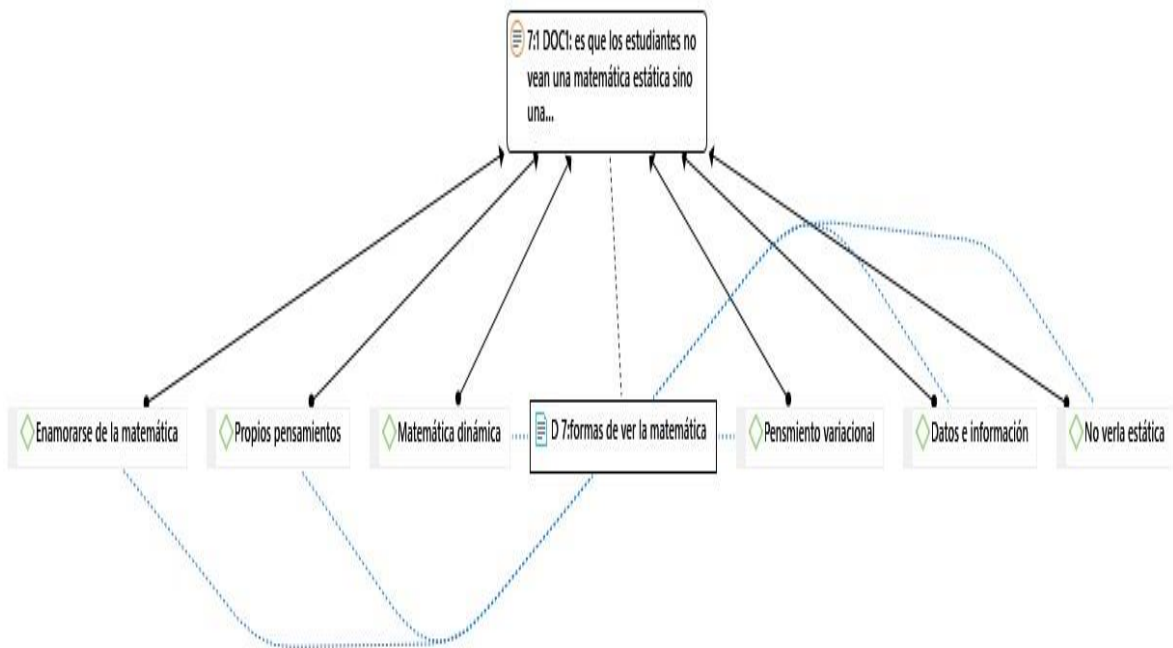 7:1 DOC1: es que los estudiantes no
vean una matemática estática sino
una...
Enamorarse de la matemática
Propios pensamientos
Matemática dinámica
D 7:formas de ver la matemática
Pensmiento variacional
Datos e información
No verla estática